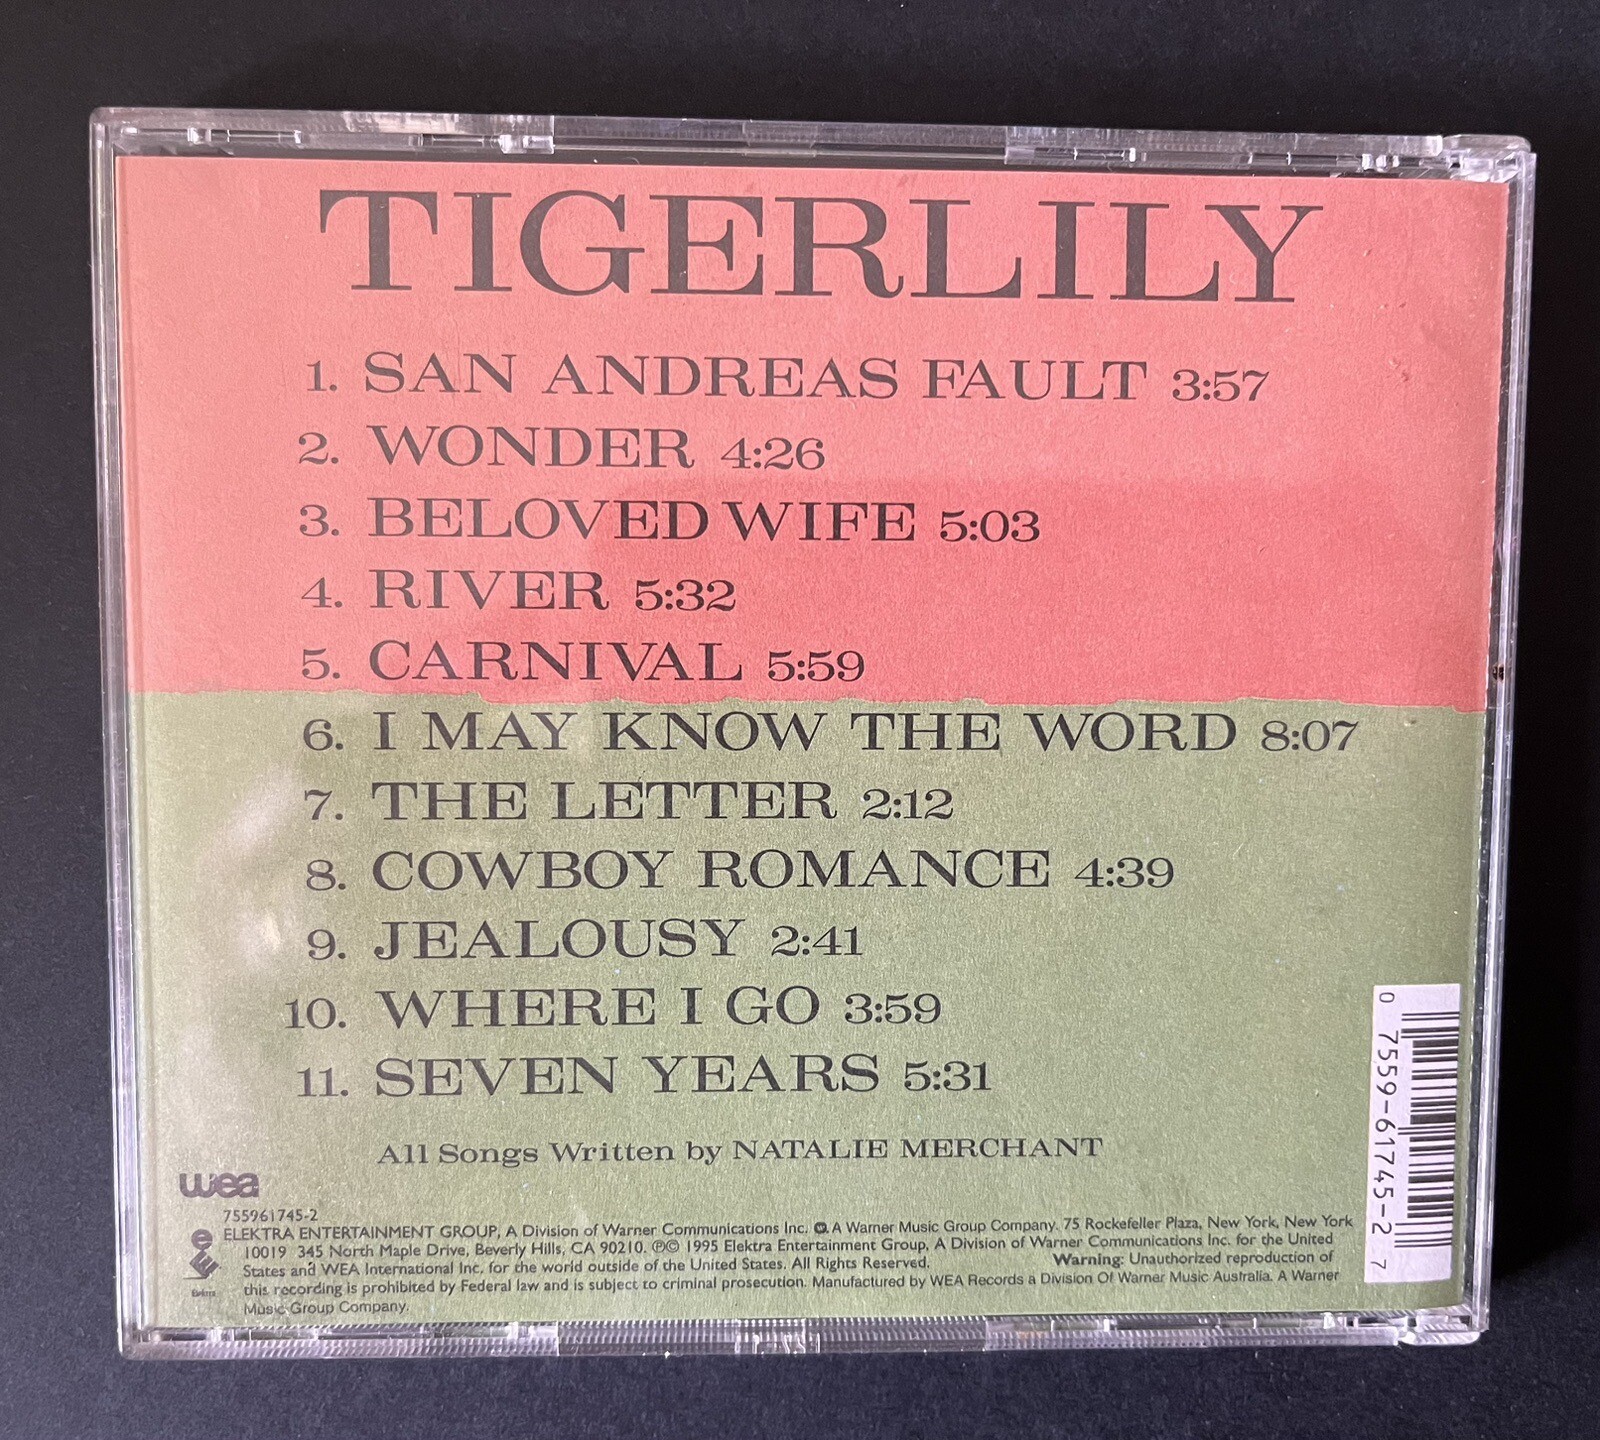 TIGERLILY
1. SAN ANDREAS FAULT 3:57
2. WONDER 4:26
3. BELOVED WIFE 5:03
4. RIVER 5:32
5. CARNIVAL 5:59
6. I MAY KNOW THE WORD 8:07
7. THE LETTER 2:12
8. COWBOY ROMANCE 4:39
9. JEALOUSY 2:41
10. WHERE I GO 3:59
11. SEVEN YEARS 5:31
All Songs Written by NATALIE MERCHANT
wea
755961745-2
ELEKTRA ENTERTAINMENT GROUP, A Division of Warner Communications Inc. A Warner Music Group Company. 75 Rockefeller Plaza, New York, New York
10019 345 North Maple Drive, Beverly Hills, CA 90210. ℗© 1995 Elektra Entertainment Group, A Division of Warner Communications Inc. for the United
States and WEA International Inc. for the world outside of the United States. All Rights Reserved. Warning: Unauthorized reproduction of
this recording is prohibited by Federal law and is subject to criminal prosecution. Manufactured by WEA Records a Division Of Warner Music Australia. A Warner
Music Group Company.
Elektra
0 7559-61745-2 7